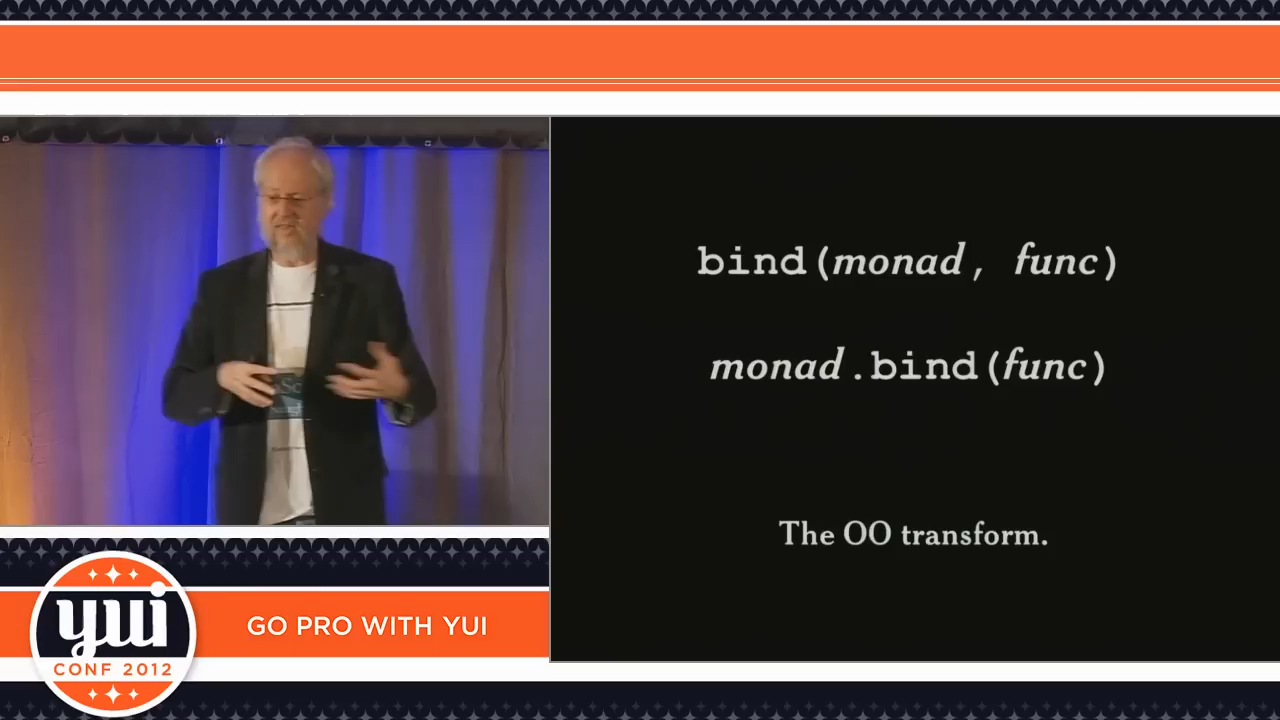 bind(monad, func)
monad.bind(func)
The OO transform.
yui
CONF 2012
GO PRO WITH YUI